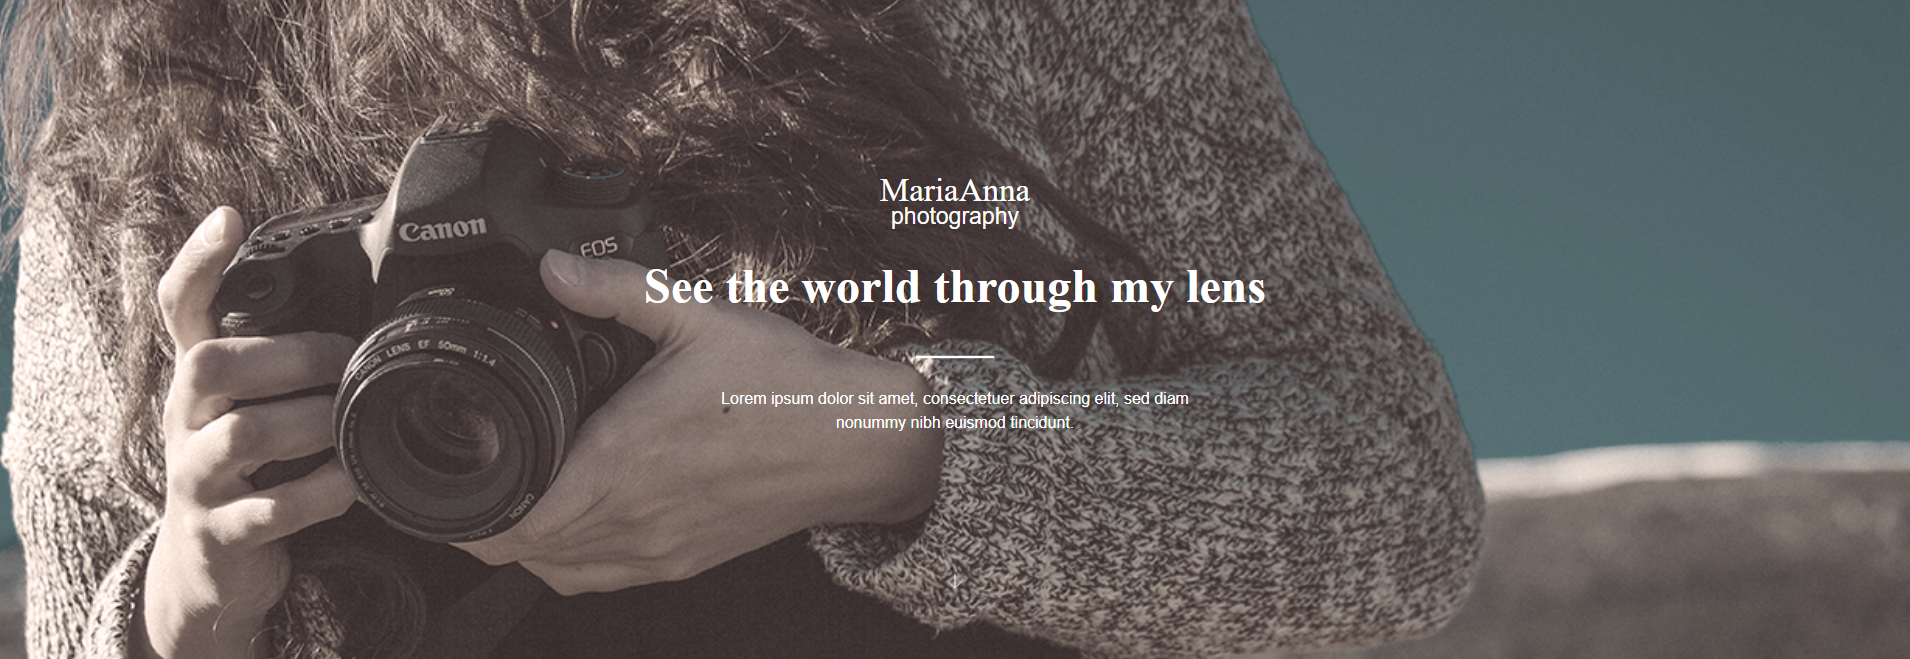 MariaAnna
photography
Canon
EOS
See the world through my lens
CANON LENS EF 50mm 1:1.4
Lorem ipsum dolor sit amet, consectetuer adipiscing elit, sed diam
nonummy nibh euismod tincidunt.
CANON